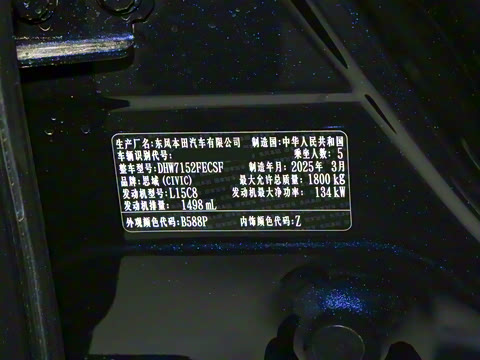 生产厂名:东风本田汽车有限公司 制造国:中华人民共和国
车辆识别代号: 乘坐人数: 5
整车型号:DHW7152FECSF 制造年月: 2025年 3月
品牌:思域(CIVIC) 最大允许总质量: 1800 kg
发动机型号:L15C8 发动机最大净功率: 134 kW
发动机排量: 1498 mL
外观颜色代码:B588P 内饰颜色代码:Z